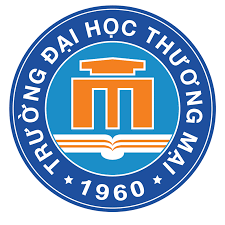 TRƯỜNG ĐẠI HỌC THƯƠNG MẠI
1960